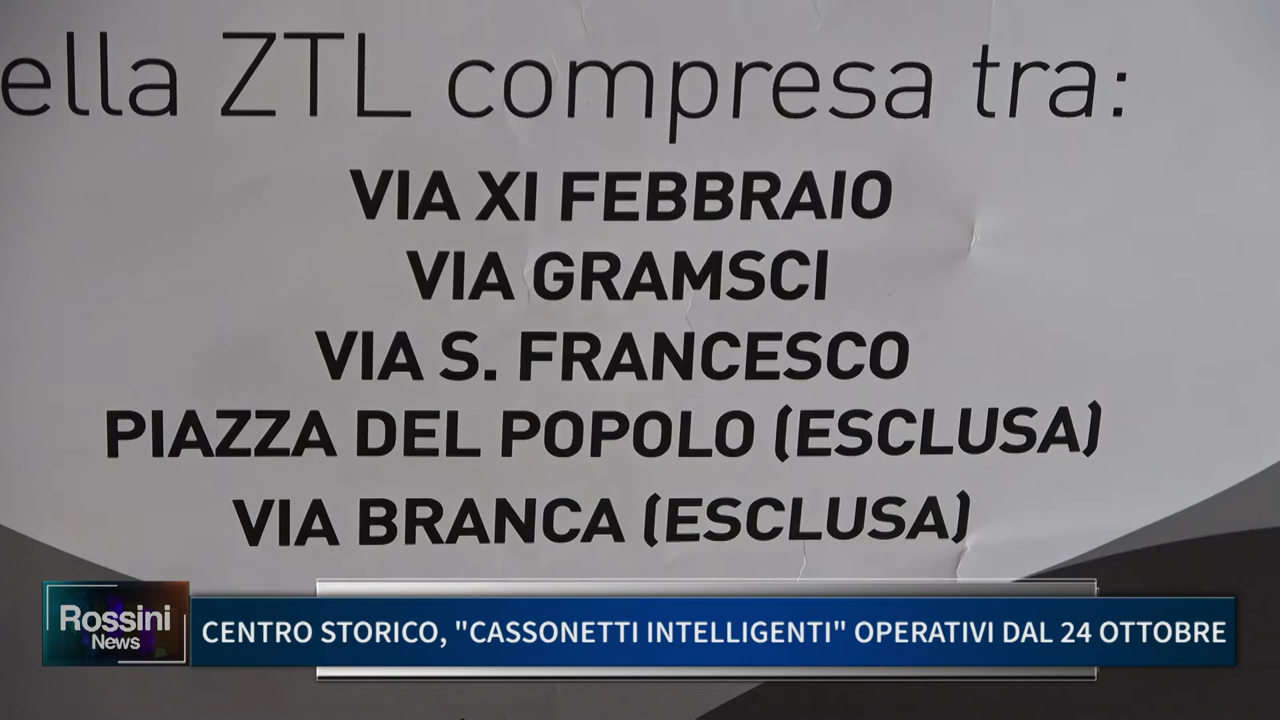 ella ZTL compresa tra:
VIA XI FEBBRAIO
VIA GRAMSCI
VIA S. FRANCESCO
PIAZZA DEL POPOLO (ESCLUSA)
VIA BRANCA (ESCLUSA)
Rossini
News
CENTRO STORICO, "CASSONETTI INTELLIGENTI" OPERATIVI DAL 24 OTTOBRE